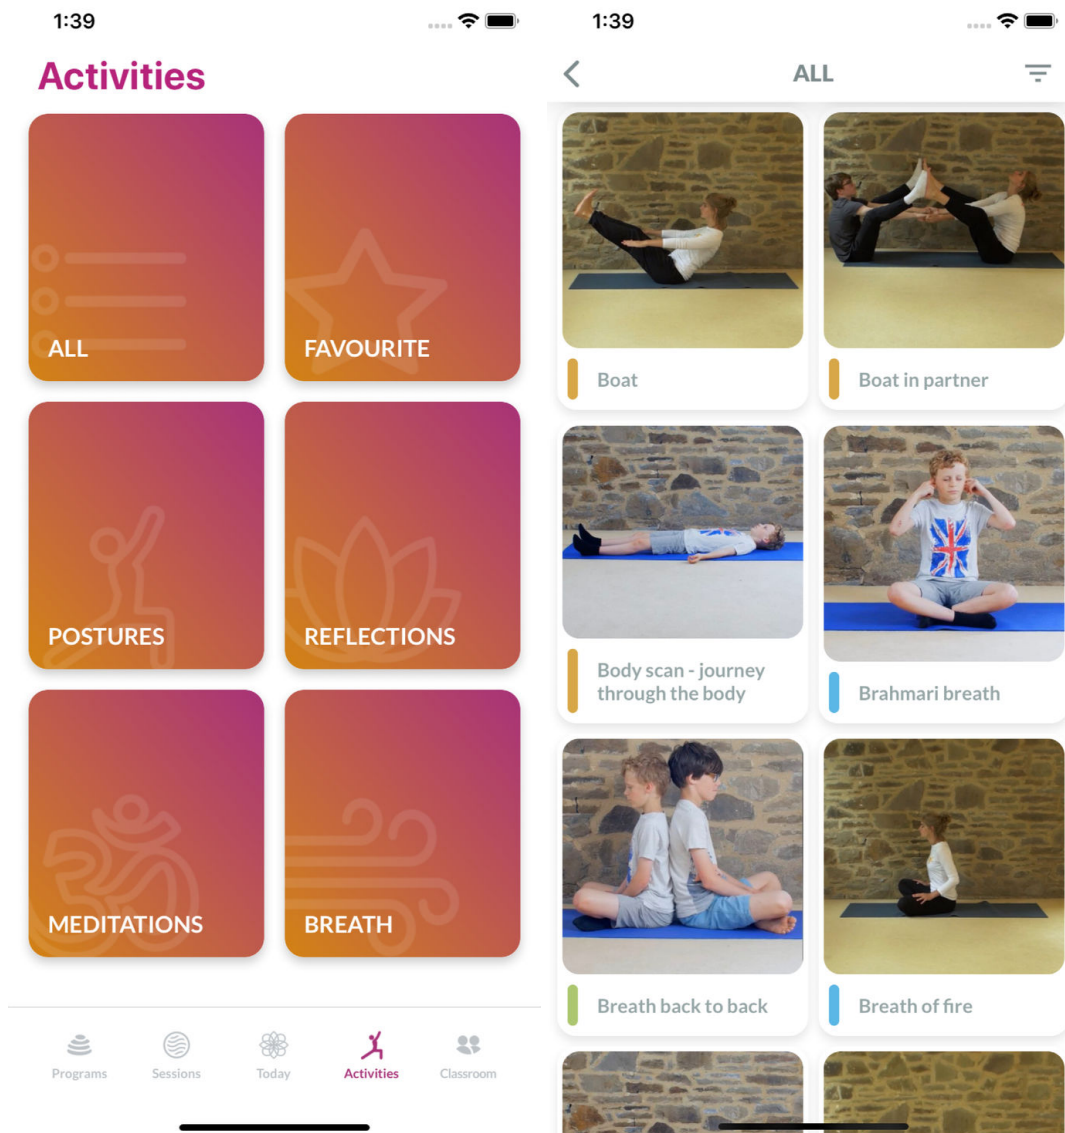 1:39
Activities
ALL
FAVOURITE
POSTURES
REFLECTIONS
MEDITATIONS
BREATH
Programs
Sessions
Today
Activities
Classroom
1:39
ALL
Boat
Boat in partner
Body scan - journey
through the body
Brahmari breath
Breath back to back
Breath of fire